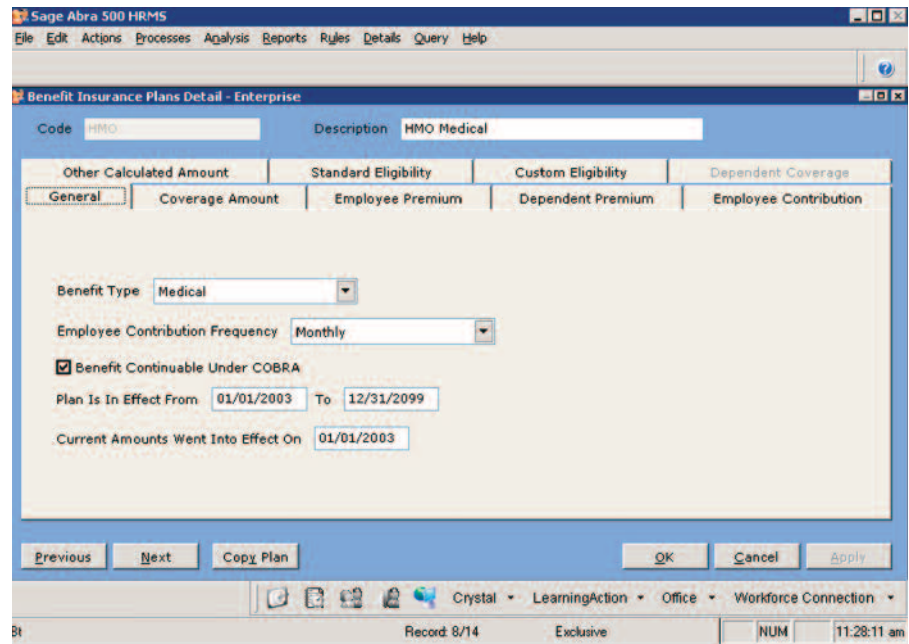 Sage Abra 500 HRMS
File Edit Actions Processes Analysis Reports Rules Details Query Help
Benefit Insurance Plans Detail - Enterprise
Code HMO Description HMO Medical
Other Calculated Amount Standard Eligibility Custom Eligibility Dependent Coverage
General Coverage Amount Employee Premium Dependent Premium Employee Contribution
Benefit Type Medical
Employee Contribution Frequency Monthly
Benefit Continuable Under COBRA
Plan Is In Effect From 01/01/2003 To 12/31/2099
Current Amounts Went Into Effect On 01/01/2003
Previous Next Copy Plan OK Cancel Apply
Crystal LearningAction Office Workforce Connection
Record: 8/14 Exclusive NUM 11:28:11 am